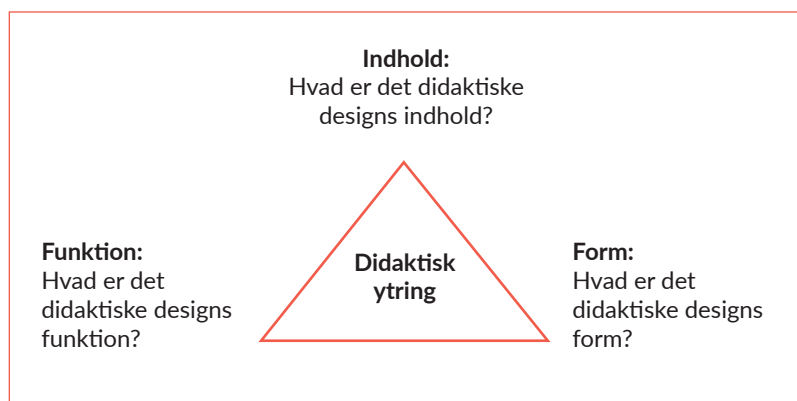 Indhold:
Hvad er det didaktiske
designs indhold?
Funktion:
Hvad er det
didaktiske designs
funktion?
Didaktisk
ytring
Form:
Hvad er det
didaktiske designs
form?